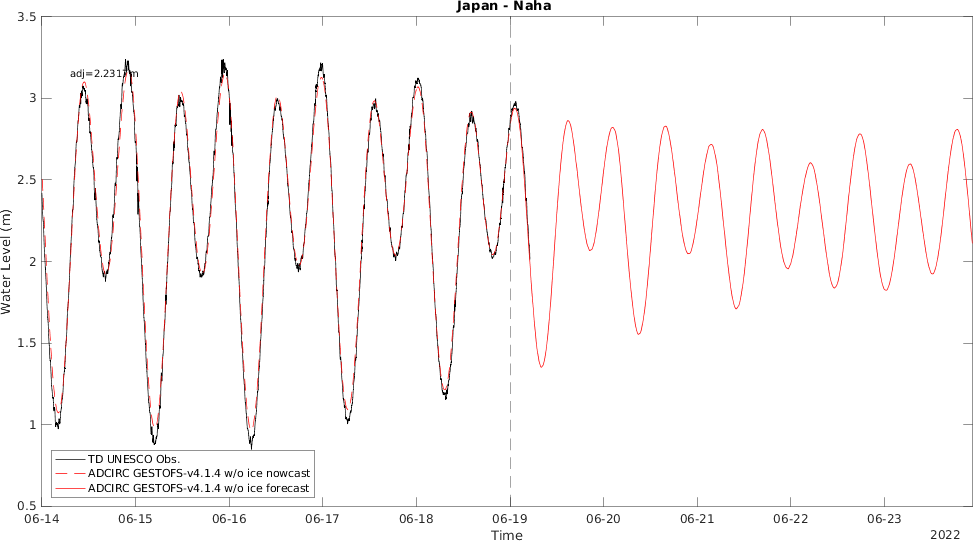 Japan - Naha
3.5
3
2.5
2
1.5
1
0.5
Water Level (m)
adj=2.2317 m
TD UNESCO Obs.
ADCIRC GESTOFS-v4.1.4 w/o ice nowcast
ADCIRC GESTOFS-v4.1.4 w/o ice forecast
06-14 06-15 06-16 06-17 06-18 06-19 06-20 06-21 06-22 06-23
Time
2022